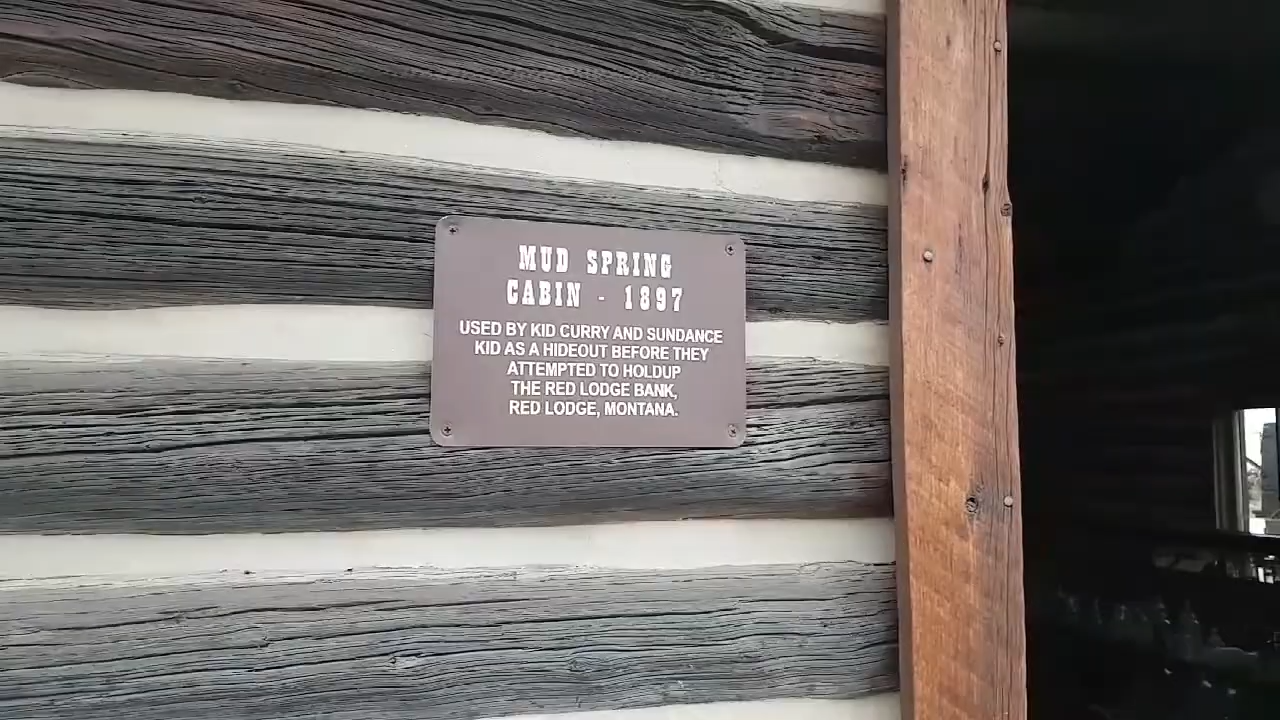 MUD SPRING
CABIN - 1897
USED BY KID CURRY AND SUNDANCE
KID AS A HIDEOUT BEFORE THEY
ATTEMPTED TO HOLDUP
THE RED LODGE BANK,
RED LODGE, MONTANA.